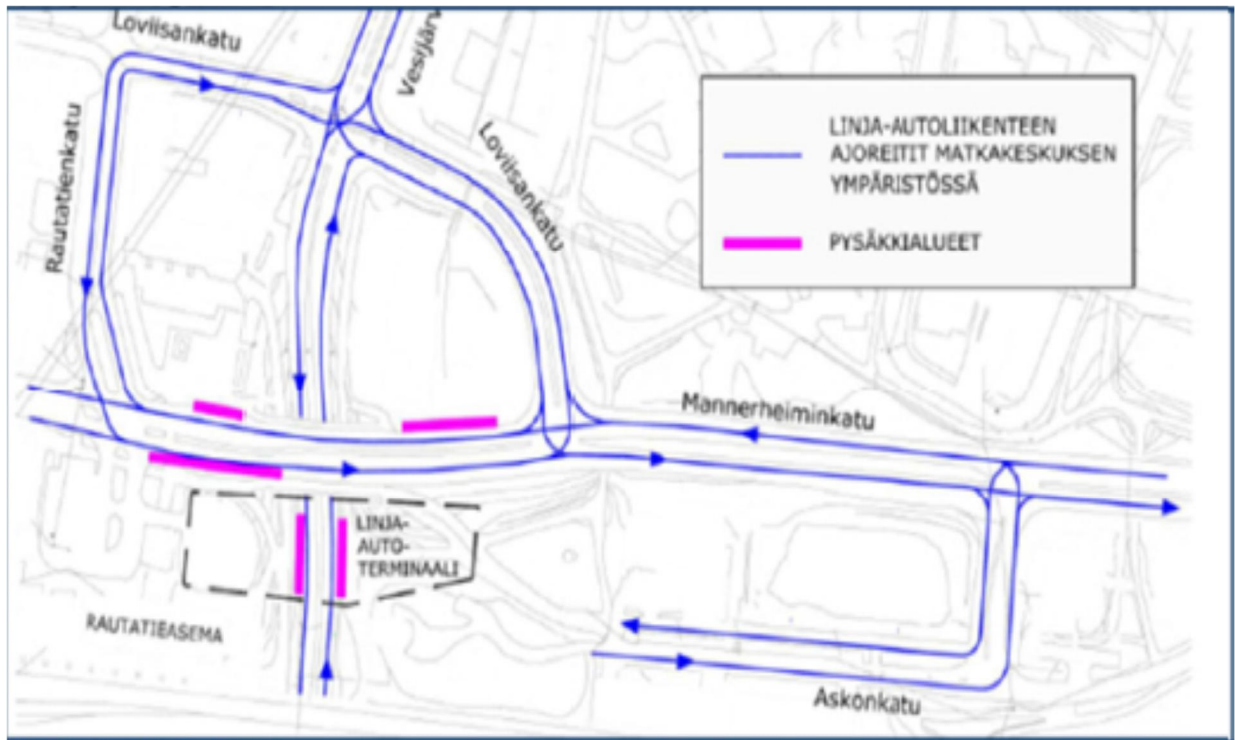 Loviisankatu
Vesijärv
Rautatienkatu
Loviisankatu
LINJA-AUTOLIIKENTEEN
AJOREITIT MATKAKESKUKSEN
YMPÄRISTÖSSÄ
PYSÄKKIALUEET
Mannerheiminkatu
LINJA-
AUTO-
TERMINAALI
RAUTATIEASEMA
Askonkatu